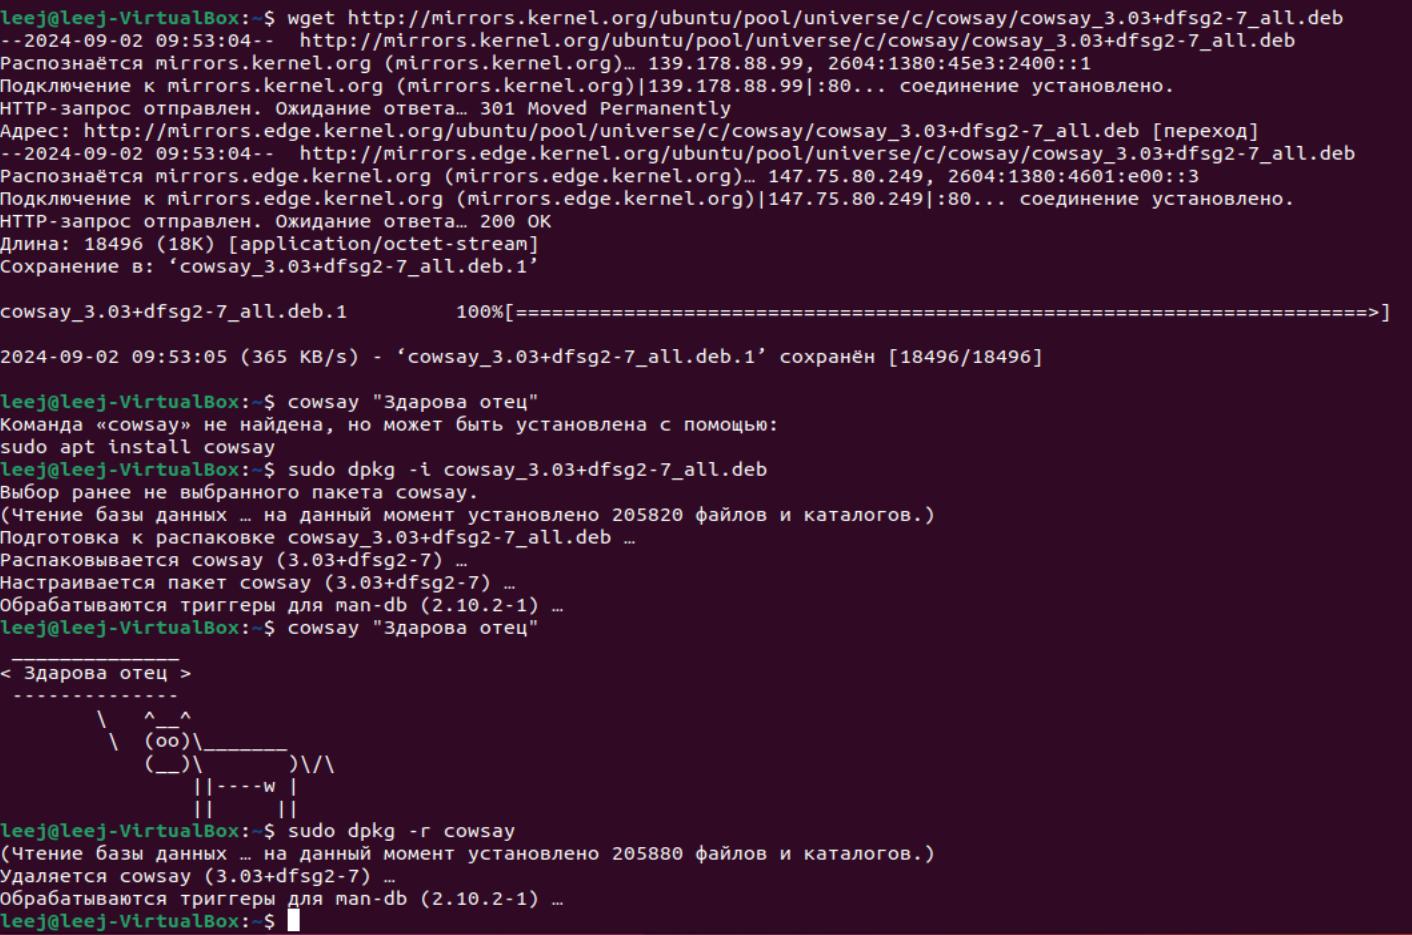 leej@leej-VirtualBox:~$ wget http://mirrors.kernel.org/ubuntu/pool/universe/c/cowsay/cowsay_3.03+dfsg2-7_all.deb
--2024-09-02 09:53:04--  http://mirrors.kernel.org/ubuntu/pool/universe/c/cowsay/cowsay_3.03+dfsg2-7_all.deb
Распознаётся mirrors.kernel.org (mirrors.kernel.org)… 139.178.88.99, 2604:1380:45e3:2400::1
Подключение к mirrors.kernel.org (mirrors.kernel.org)|139.178.88.99|:80... соединение установлено.
HTTP-запрос отправлен. Ожидание ответа… 301 Moved Permanently
Адрес: http://mirrors.edge.kernel.org/ubuntu/pool/universe/c/cowsay/cowsay_3.03+dfsg2-7_all.deb [переход]
--2024-09-02 09:53:04--  http://mirrors.edge.kernel.org/ubuntu/pool/universe/c/cowsay/cowsay_3.03+dfsg2-7_all.deb
Распознаётся mirrors.edge.kernel.org (mirrors.edge.kernel.org)… 147.75.80.249, 2604:1380:4601:e00::3
Подключение к mirrors.edge.kernel.org (mirrors.edge.kernel.org)|147.75.80.249|:80... соединение установлено.
HTTP-запрос отправлен. Ожидание ответа… 200 OK
Длина: 18496 (18K) [application/octet-stream]
Сохранение в: ‘cowsay_3.03+dfsg2-7_all.deb.1’
cowsay_3.03+dfsg2-7_all.deb.1         100%[=======================================================================>]
2024-09-02 09:53:05 (365 KB/s) - ‘cowsay_3.03+dfsg2-7_all.deb.1’ сохранён [18496/18496]
leej@leej-VirtualBox:~$ cowsay "Здарова отец"
Команда «cowsay» не найдена, но может быть установлена с помощью:
sudo apt install cowsay
leej@leej-VirtualBox:~$ sudo dpkg -i cowsay_3.03+dfsg2-7_all.deb
Выбор ранее не выбранного пакета cowsay.
(Чтение базы данных … на данный момент установлено 205820 файлов и каталогов.)
Подготовка к распаковке cowsay_3.03+dfsg2-7_all.deb …
Распаковывается cowsay (3.03+dfsg2-7) …
Настраивается пакет cowsay (3.03+dfsg2-7) …
Обрабатываются триггеры для man-db (2.10.2-1) …
leej@leej-VirtualBox:~$ cowsay "Здарова отец"
 ______________
< Здарова отец >
 --------------
        \   ^__^
         \  (oo)\_______
            (__)\       )\/\
                ||----w |
                ||     ||
leej@leej-VirtualBox:~$ sudo dpkg -r cowsay
(Чтение базы данных … на данный момент установлено 205880 файлов и каталогов.)
Удаляется cowsay (3.03+dfsg2-7) …
Обрабатываются триггеры для man-db (2.10.2-1) …
leej@leej-VirtualBox:~$